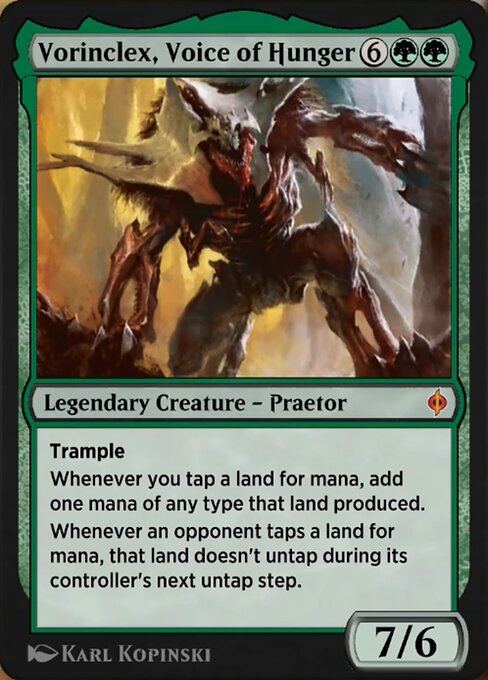 Vorinclex, Voice of Hunger 6
Legendary Creature – Praetor
Trample
Whenever you tap a land for mana, add
one mana of any type that land produced.
Whenever an opponent taps a land for
mana, that land doesn't untap during its
controller's next untap step.
7/6
Karl Kopinski